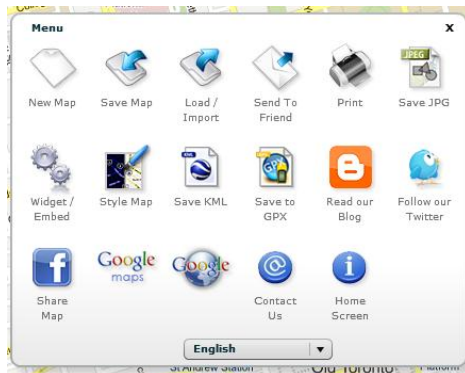 Menu
X
New Map
Save Map
Load /
Import
Send To
Friend
Print
JPEG
Save JPG
Widget /
Embed
Style Map
KML
Save KML
GPX
Save to
GPX
Read our
Blog
Follow our
Twitter
Share
Map
Google
maps
Google
Contact
Us
Home
Screen
English
St Andrew Station
Old Toronto
Platform